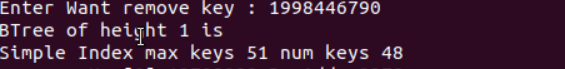 Enter Want remove key : 1998446790
BTree of height 1 is
Simple Index max keys 51 num keys 48